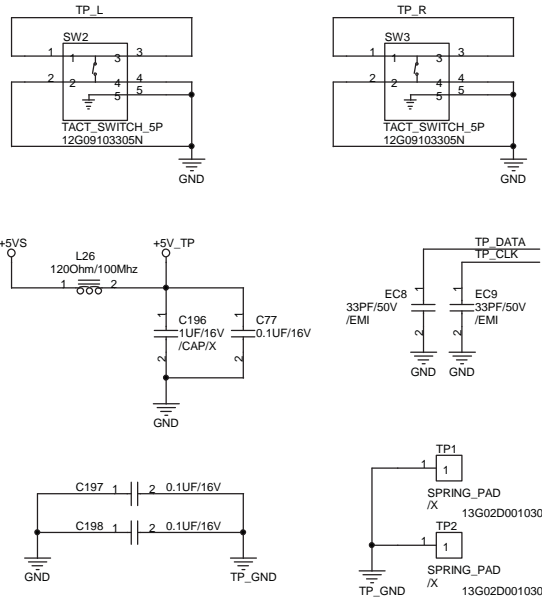 TP_L
SW2
1 1 3 3
2 2 4 4
5 5
TACT_SWITCH_5P
12G09103305N
GND
TP_R
SW3
1 1 3 3
2 2 4 4
5 5
TACT_SWITCH_5P
12G09103305N
GND
+5VS
L26
120Ohm/100Mhz
1 2
+5V_TP
1
C196
1UF/16V
/CAP/X
2
1
C77
0.1UF/16V
2
GND
TP_DATA
TP_CLK
1
EC8
33PF/50V
/EMI
2
GND
1
EC9
33PF/50V
/EMI
2
GND
C197 1 2 0.1UF/16V
C198 1 2 0.1UF/16V
GND
TP_GND
TP1
1 1
SPRING_PAD
/X
13G02D001030
TP2
1 1
SPRING_PAD
/X
13G02D001030
TP_GND